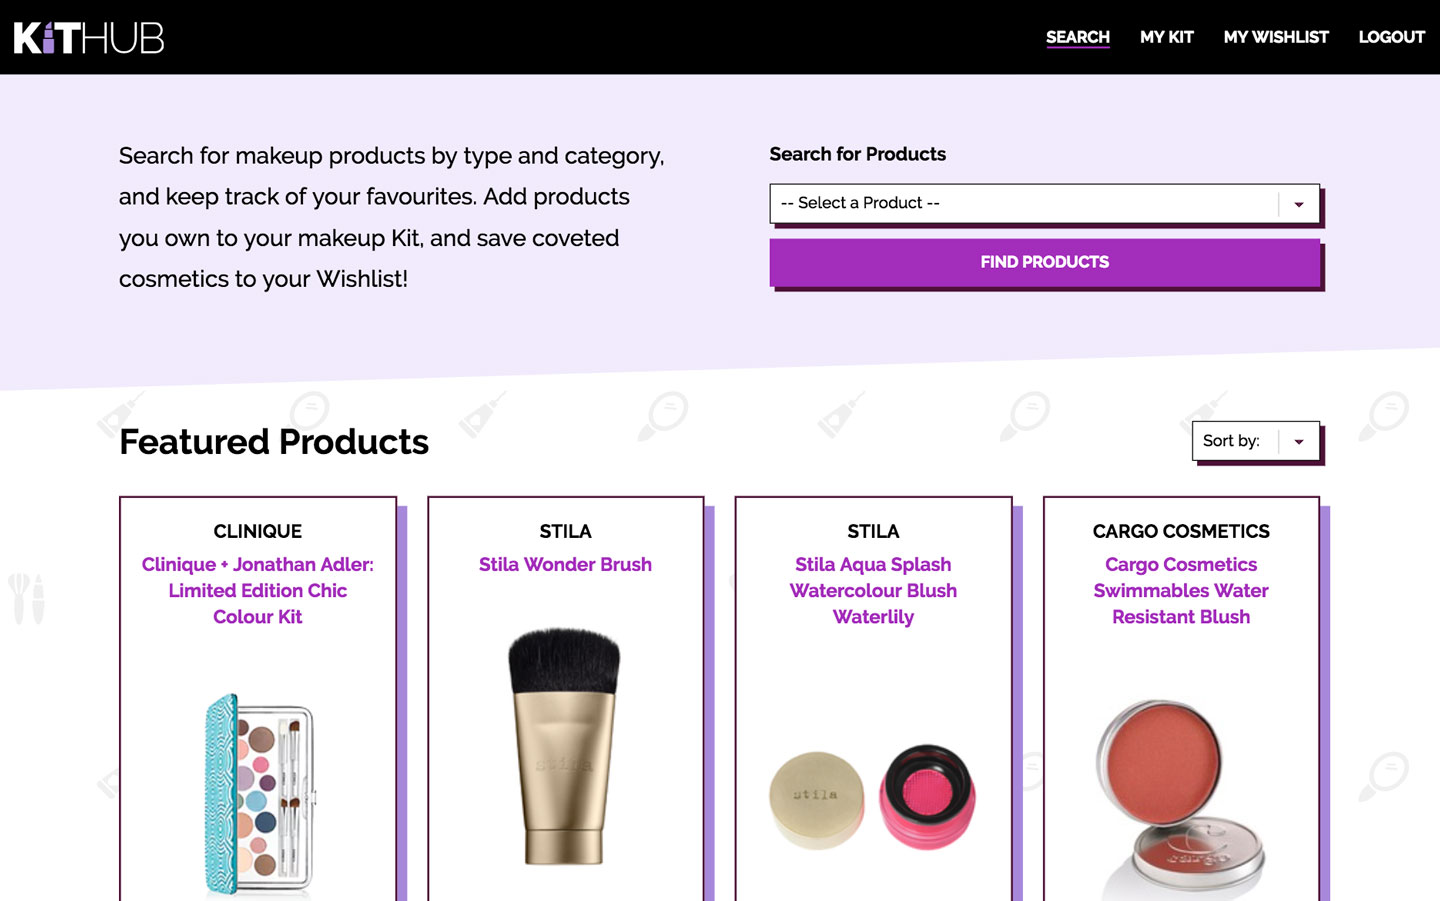 KiTHUB
SEARCH
MY KIT
MY WISHLIST
LOGOUT
Search for makeup products by type and category,
and keep track of your favourites. Add products
you own to your makeup Kit, and save coveted
cosmetics to your Wishlist!
Search for Products
-- Select a Product --
FIND PRODUCTS
Featured Products
Sort by:
CLINIQUE
Clinique + Jonathan Adler:
Limited Edition Chic
Colour Kit
STILA
Stila Wonder Brush
stila
STILA
Stila Aqua Splash
Watercolour Blush
Waterlily
stila
CARGO COSMETICS
Cargo Cosmetics
Swimmables Water
Resistant Blush
cargo